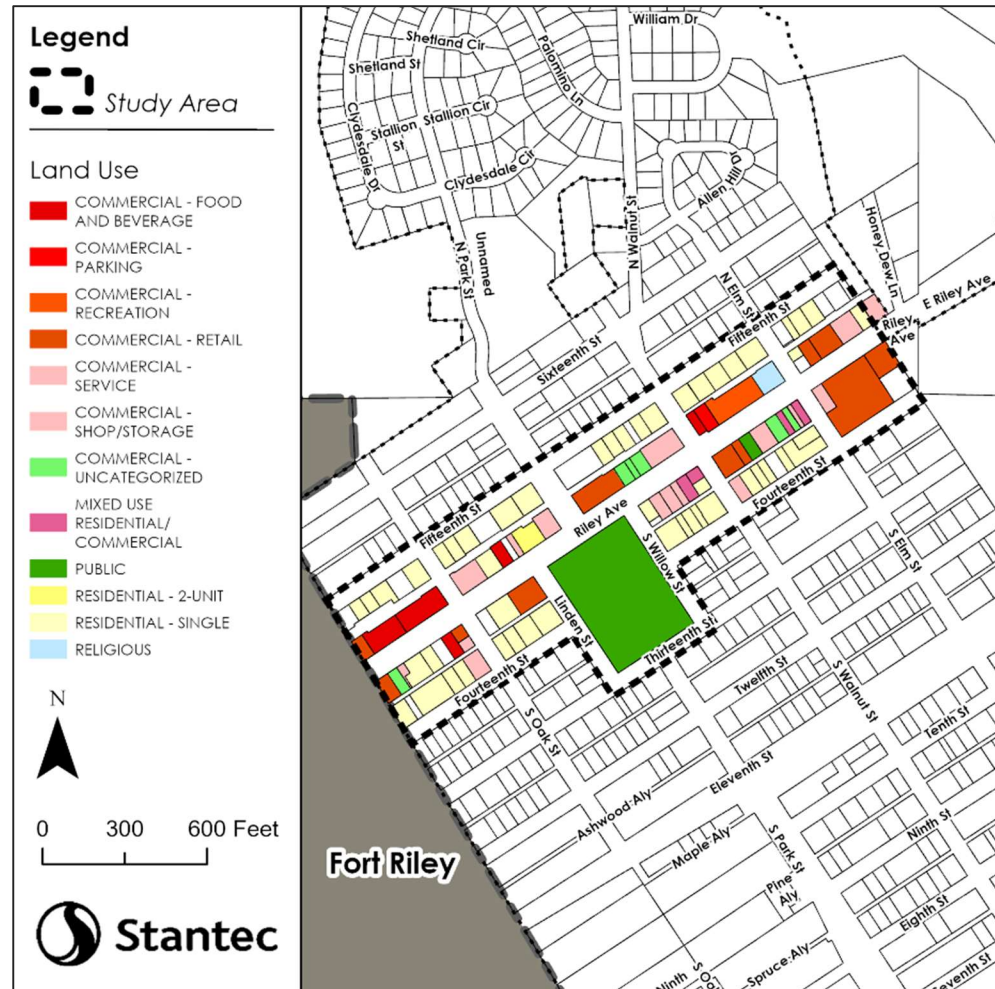 Legend
Study Area
Land Use
COMMERCIAL - FOOD
AND BEVERAGE
COMMERCIAL -
PARKING
COMMERCIAL -
RECREATION
COMMERCIAL - RETAIL
COMMERCIAL -
SERVICE
COMMERCIAL -
SHOP/STORAGE
COMMERCIAL -
UNCATEGORIZED
MIXED USE
RESIDENTIAL/
COMMERCIAL
PUBLIC
RESIDENTIAL - 2-UNIT
RESIDENTIAL - SINGLE
RELIGIOUS
N
0 300 600 Feet
Stantec
William Dr
Shetland Cir
Shetland St
Palomino Ln
Clydesdale Dr
Stallion Cir
Stallion
St
Clydesdale Cir
Allen Hill Dr
N Walnut St
Unnamed
N Park St
Honey Dew Ln
E Riley Ave
Riley
Ave
N Elm St
Fifteenth St
Sixteenth St
Fifteenth St
Riley Ave
Fourteenth St
S Willow St
S Elm St
Linden St
Thirteenth St
Fourteenth St
Twelfth St
S Walnut St
S Oak St
Tenth St
Eleventh St
Ashwood Aly
Maple Aly
S Park St
Ninth St
Pine
Aly
Eighth St
Fort Riley
Spruce Aly
Seventh St
Ninth